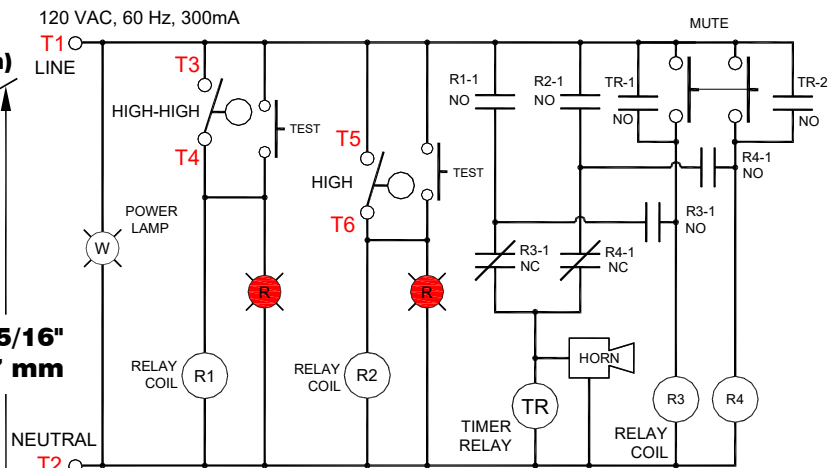 120 VAC, 60 Hz, 300mA
MUTE
T1
LINE
T3
HIGH-HIGH
TEST
T4
R1-1
NO
R2-1
NO
TR-1
NO
TR-2
NO
T5
HIGH
TEST
T6
R4-1
NO
R3-1
NO
POWER
LAMP
W
R3-1
NC
R4-1
NC
R
R
5/16"
mm
RELAY
COIL
R1
RELAY
COIL
R2
HORN
TR
TIMER
RELAY
R3
R4
RELAY
COIL
NEUTRAL
T2